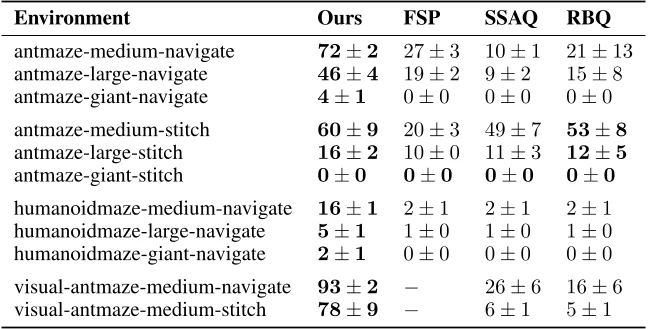 Environment Ours FSP SSAQ RBQ
antmaze-medium-navigate 72 ± 2 27 ± 3 10 ± 1 21 ± 13
antmaze-large-navigate 46 ± 4 19 ± 2 9 ± 2 15 ± 8
antmaze-giant-navigate 4 ± 1 0 ± 0 0 ± 0 0 ± 0
antmaze-medium-stitch 60 ± 9 20 ± 3 49 ± 7 53 ± 8
antmaze-large-stitch 16 ± 2 10 ± 0 11 ± 3 12 ± 5
antmaze-giant-stitch 0 ± 0 0 ± 0 0 ± 0 0 ± 0
humanoidmaze-medium-navigate 16 ± 1 2 ± 1 2 ± 1 2 ± 1
humanoidmaze-large-navigate 5 ± 1 1 ± 0 1 ± 0 1 ± 0
humanoidmaze-giant-navigate 2 ± 1 0 ± 0 0 ± 0 0 ± 0
visual-antmaze-medium-navigate 93 ± 2 − 26 ± 6 16 ± 6
visual-antmaze-medium-stitch 78 ± 9 − 6 ± 1 5 ± 1